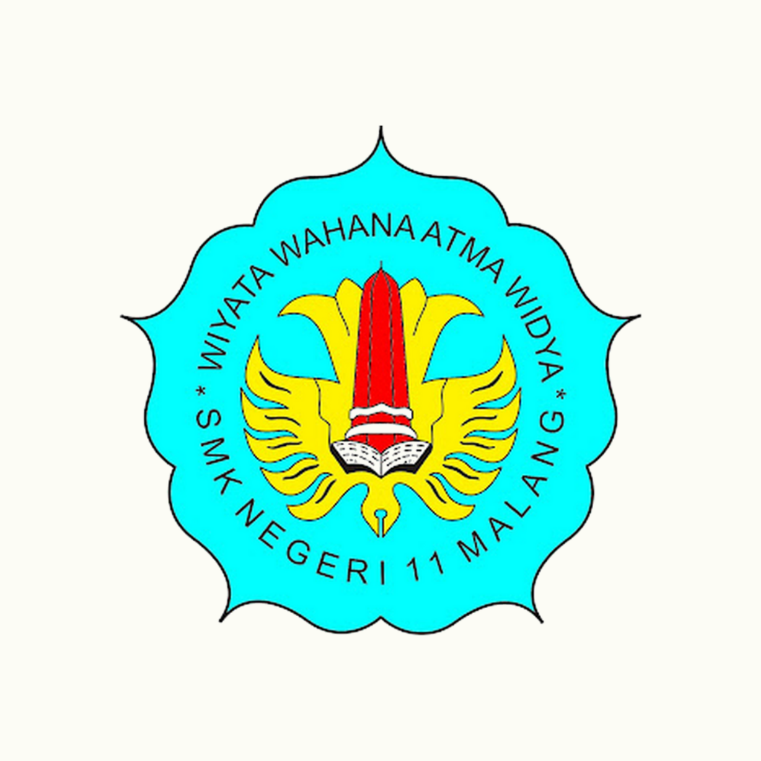 WIYATA WAHANA ATMA WIDYA
* SMK NEGERI 11 MALANG *